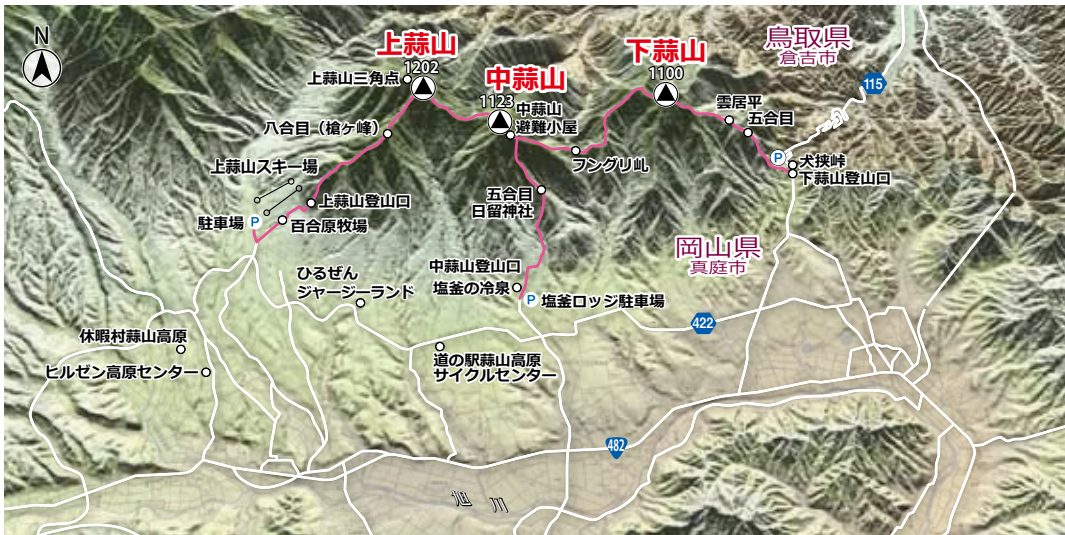 N
上蒜山
1202
上蒜山三角点
中蒜山
1123
中蒜山
避難小屋
下蒜山
1100
鳥取県
倉吉市
115
雲居平
五合目
P
犬挟峠
下蒜山登山口
フングリ乢
八合目（槍ヶ峰）
上蒜山スキー場
上蒜山登山口
駐車場
P
百合原牧場
五合目
日留神社
岡山県
真庭市
中蒜山登山口
塩釜の冷泉
P
塩釜ロッジ駐車場
ひるぜん
ジャージーランド
422
休暇村蒜山高原
ヒルゼン高原センター
道の駅蒜山高原
サイクルセンター
482
旭川